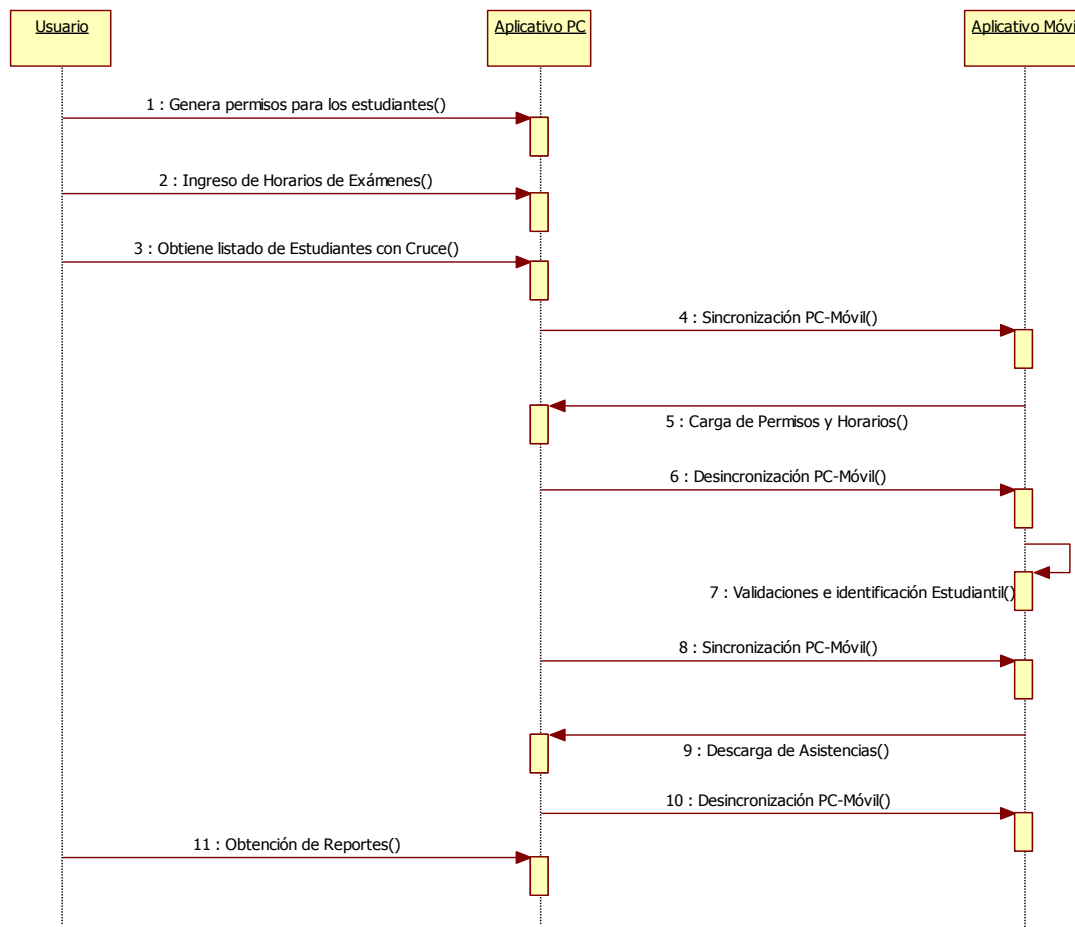 Usuario
Aplicativo PC
Aplicativo Móvi
1 : Genera permisos para los estudiantes()
2 : Ingreso de Horarios de Exámenes()
3 : Obtiene listado de Estudiantes con Cruce()
4 : Sincronización PC-Móvil()
5 : Carga de Permisos y Horarios()
6 : Desincronización PC-Móvil()
7 : Validaciones e identificación Estudiantil()
8 : Sincronización PC-Móvil()
9 : Descarga de Asistencias()
10 : Desincronización PC-Móvil()
11 : Obtención de Reportes()